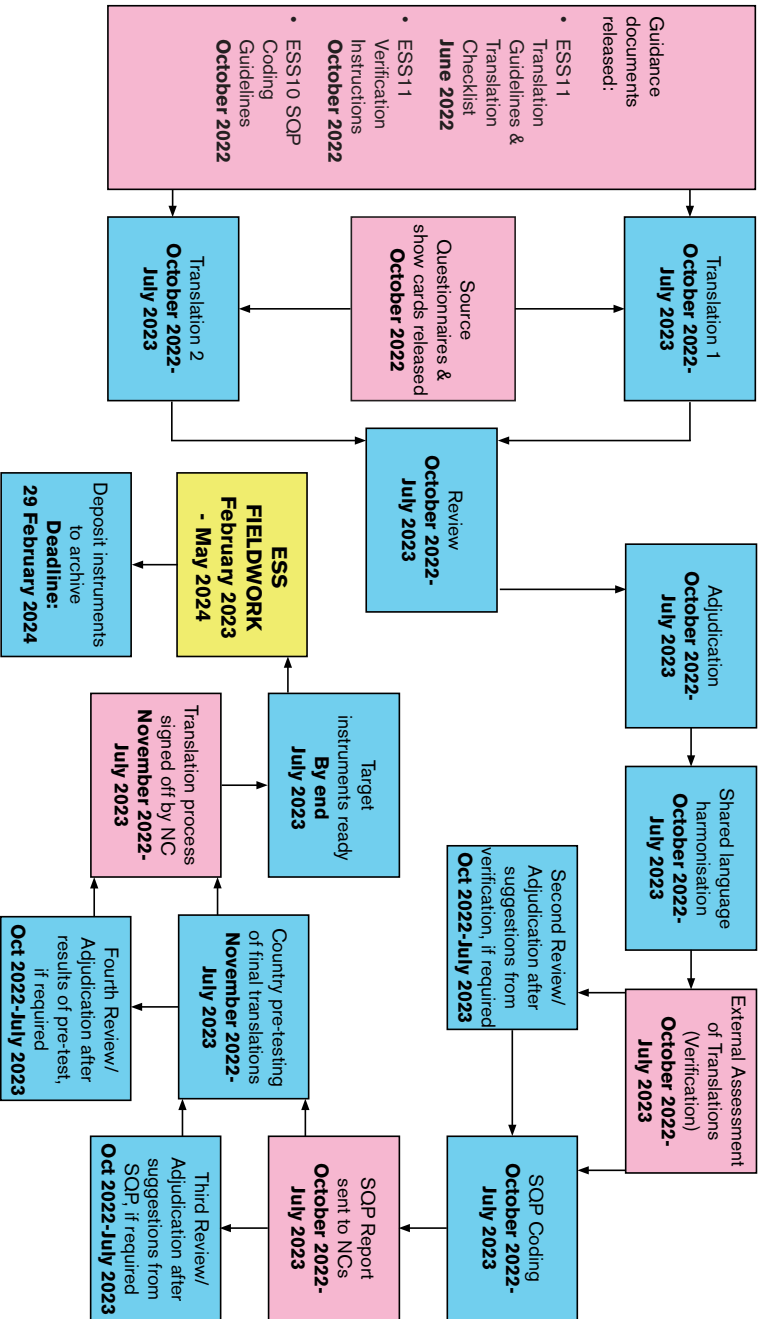 Guidance
documents
released:
• ESS11
Translation
Guidelines &
Translation
Checklist
June 2022
• ESS11
Verification
Instructions
October 2022
• ESS10 SQP
Coding
Guidelines
October 2022
Translation 1
October 2022-
July 2023
Source
Questionnaires &
show cards released
October 2022
Translation 2
October 2022-
July 2023
Review
October 2022-
July 2023
Adjudication
October 2022-
July 2023
Shared language
harmonisation
October 2022-
July 2023
External Assessment
of Translations
(Verification)
October 2022-
July 2023
Second Review/
Adjudication after
suggestions from
verification, if required
Oct 2022-July 2023
SQP Coding
October 2022-
July 2023
SQP Report
sent to NCs
October 2022-
July 2023
Third Review/
Adjudication after
suggestions from
SQP, if required
Oct 2022-July 2023
Country pre-testing
of final translations
November 2022-
July 2023
Fourth Review/
Adjudication after
results of pre-test,
if required
Oct 2022-July 2023
Translation process
signed off by NC
November 2022-
July 2023
Target
instruments ready
By end
July 2023
ESS
FIELDWORK
February 2023
- May 2024
Deposit instruments
to archive
Deadline:
29 February 2024